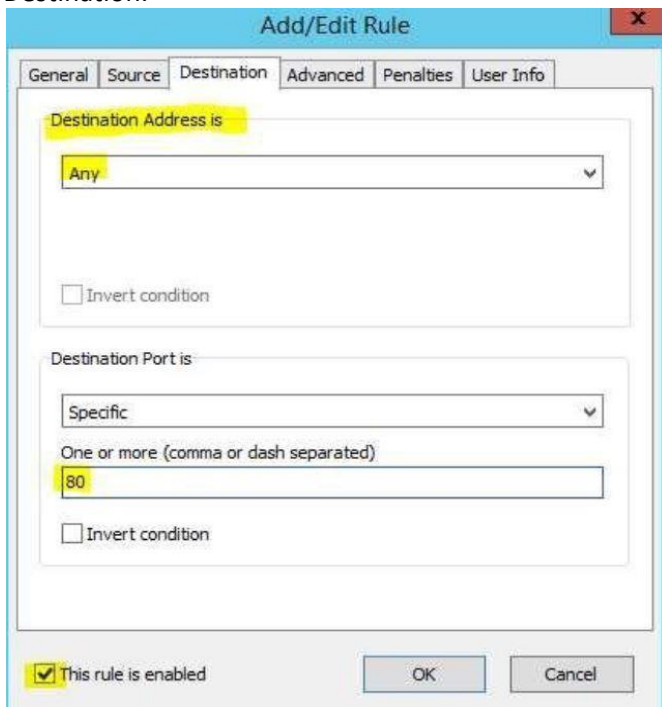 Destination:
Add/Edit Rule
x
General Source Destination Advanced Penalties User Info
Destination Address is
Any
Invert condition
Destination Port is
Specific
One or more (comma or dash separated)
80
Invert condition
This rule is enabled OK Cancel